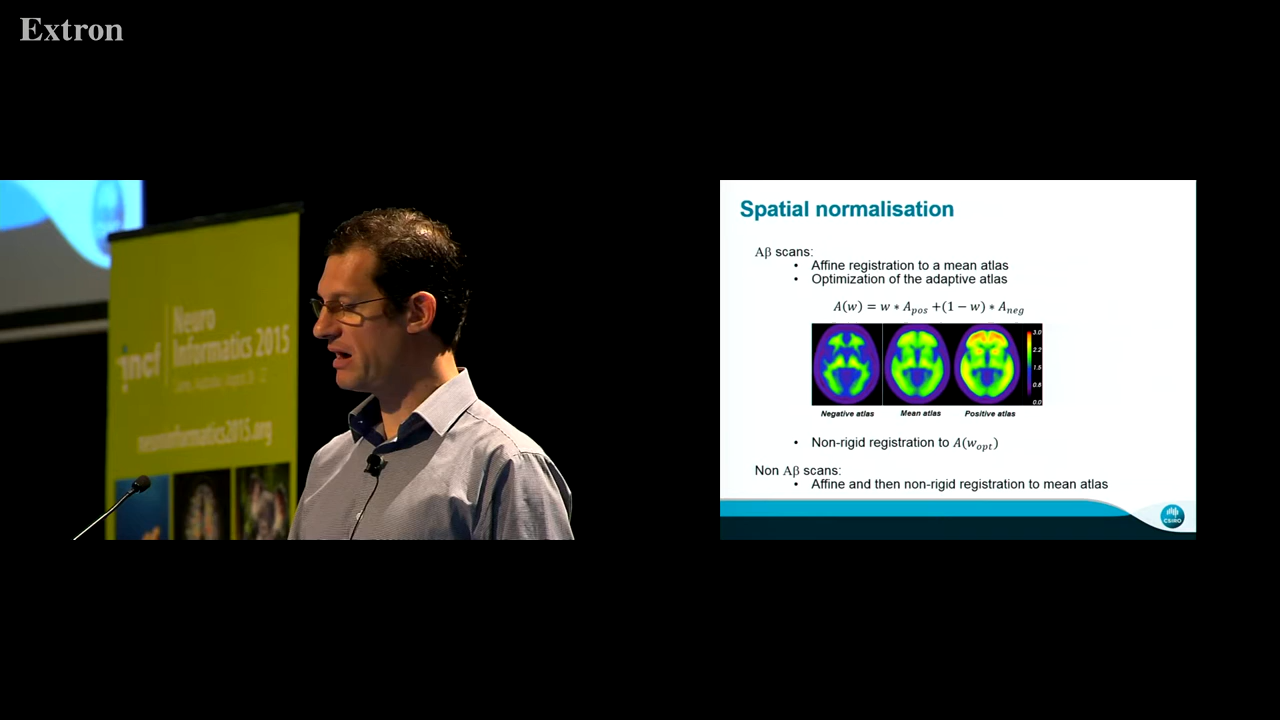 Extron
incf
Neuro
Informatics 2015
neuroinformatics2015.org
Spatial normalisation
Aβ scans:
• Affine registration to a mean atlas
• Optimization of the adaptive atlas
A(w) = w * A_pos + (1 − w) * A_neg
3.0
2.2
1.5
0.8
0.0
Negative atlas Mean atlas Positive atlas
• Non-rigid registration to A(w_opt)
Non Aβ scans:
• Affine and then non-rigid registration to mean atlas
CSIRO